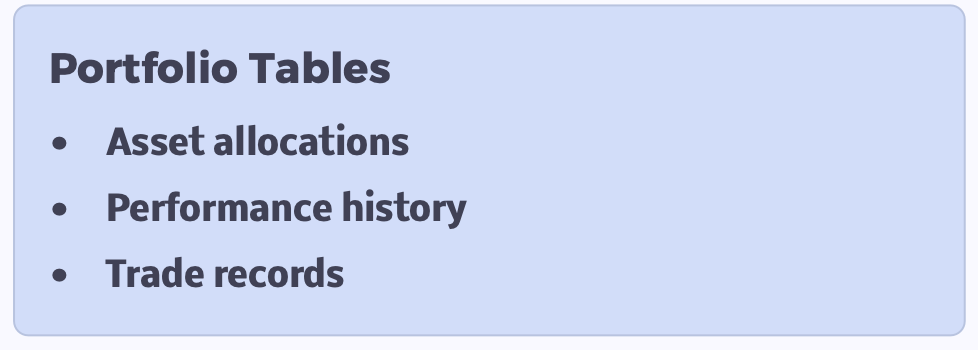 Portfolio Tables
• Asset allocations
• Performance history
• Trade records